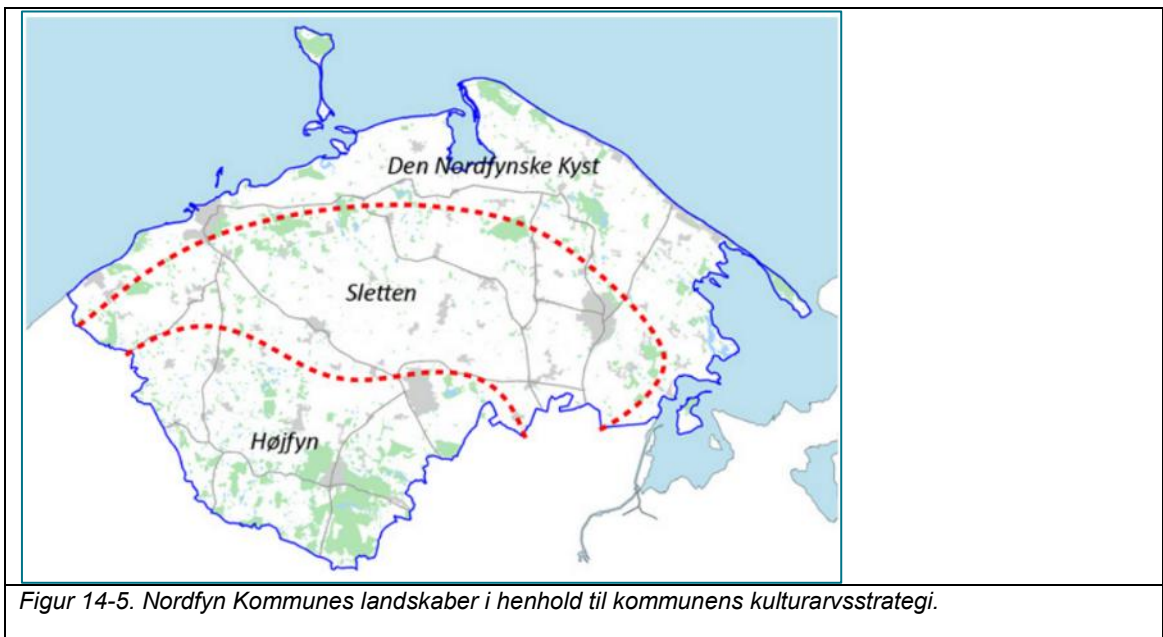 Den Nordfynske Kyst
Sletten
Højfyn
Figur 14-5. Nordfyn Kommunes landskaber i henhold til kommunens kulturarvsstrategi.